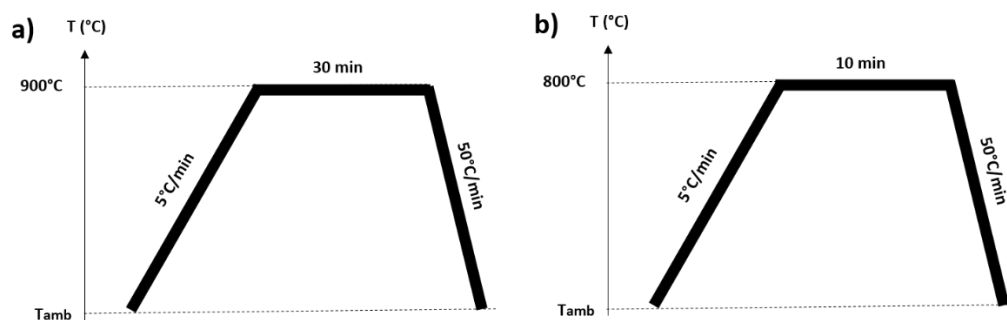 a)
T (°C)
30 min
900°C
5°C/min
50°C/min
Tamb
b)
T (°C)
10 min
800°C
5°C/min
50°C/min
Tamb